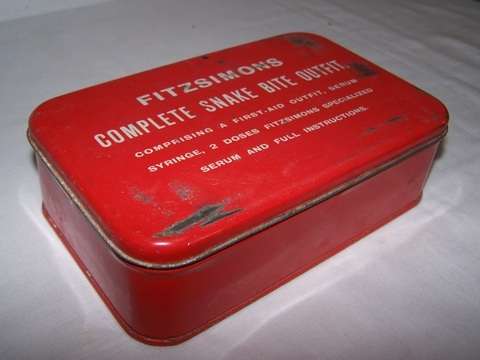 FITZSIMONS
COMPLETE SNAKE BITE OUTFIT.
COMPRISING A FIRST-AID OUTFIT, SERUM
SYRINGE, 2 DOSES FITZSIMONS SPECIALIZED
SERUM AND FULL INSTRUCTIONS.